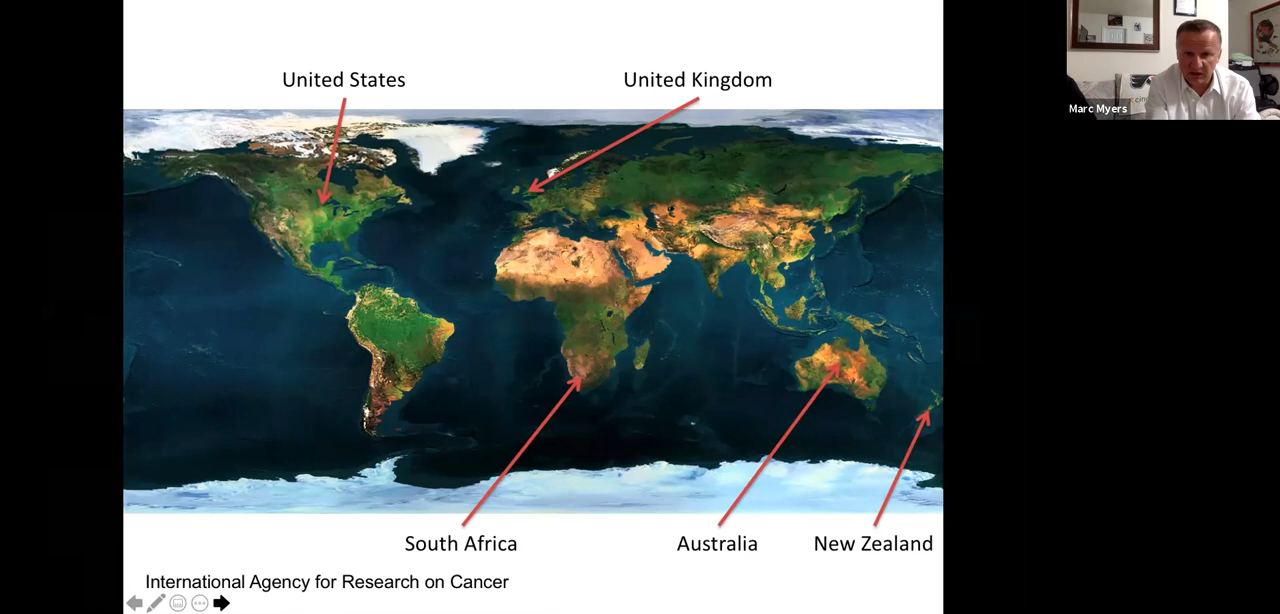 United States
United Kingdom
Marc Myers
South Africa
Australia
New Zealand
International Agency for Research on Cancer